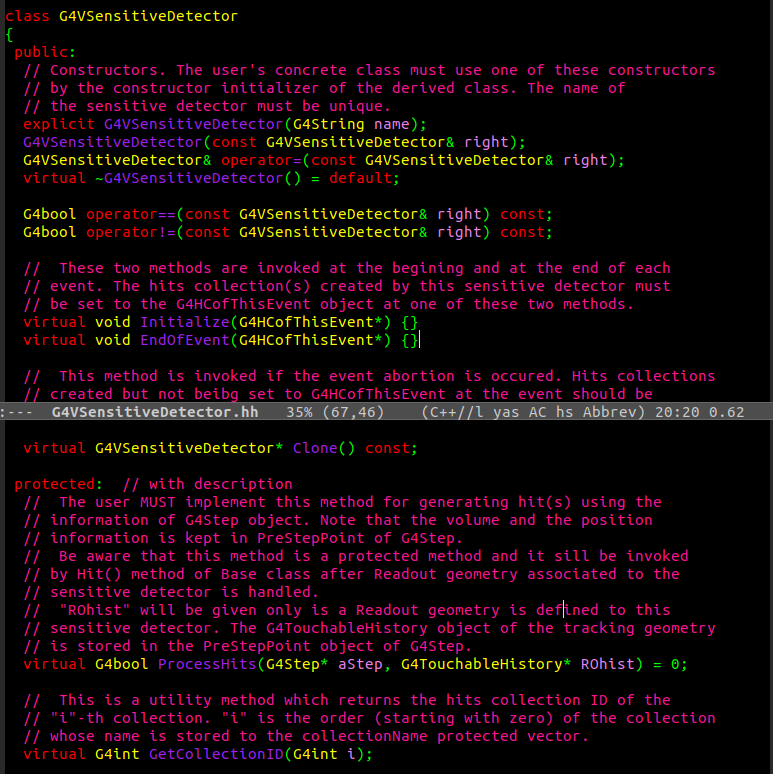 class G4VSensitiveDetector
{
 public:
  // Constructors. The user's concrete class must use one of these constructors
  // by the constructor initializer of the derived class. The name of
  // the sensitive detector must be unique.
  explicit G4VSensitiveDetector(G4String name);
  G4VSensitiveDetector(const G4VSensitiveDetector& right);
  G4VSensitiveDetector& operator=(const G4VSensitiveDetector& right);
  virtual ~G4VSensitiveDetector() = default;

  G4bool operator==(const G4VSensitiveDetector& right) const;
  G4bool operator!=(const G4VSensitiveDetector& right) const;

  //  These two methods are invoked at the begining and at the end of each
  // event. The hits collection(s) created by this sensitive detector must
  // be set to the G4HCofThisEvent object at one of these two methods.
  virtual void Initialize(G4HCofThisEvent*) {}
  virtual void EndOfEvent(G4HCofThisEvent*) {}

  //  This method is invoked if the event abortion is occured. Hits collections
  // created but not beibg set to G4HCofThisEvent at the event should be
:---  G4VSensitiveDetector.hh   35% (67,46)    (C++//l yas AC hs Abbrev) 20:20 0.62
  virtual G4VSensitiveDetector* Clone() const;

 protected:  // with description
  //  The user MUST implement this method for generating hit(s) using the
  // information of G4Step object. Note that the volume and the position
  // information is kept in PreStepPoint of G4Step.
  //  Be aware that this method is a protected method and it sill be invoked
  // by Hit() method of Base class after Readout geometry associated to the
  // sensitive detector is handled.
  //  "ROhist" will be given only is a Readout geometry is defined to this
  // sensitive detector. The G4TouchableHistory object of the tracking geometry
  // is stored in the PreStepPoint object of G4Step.
  virtual G4bool ProcessHits(G4Step* aStep, G4TouchableHistory* ROhist) = 0;

  //  This is a utility method which returns the hits collection ID of the
  // "i"-th collection. "i" is the order (starting with zero) of the collection
  // whose name is stored to the collectionName protected vector.
  virtual G4int GetCollectionID(G4int i);